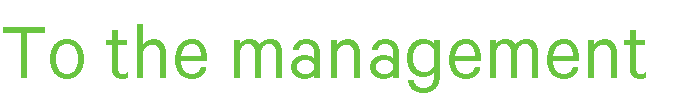 To the management